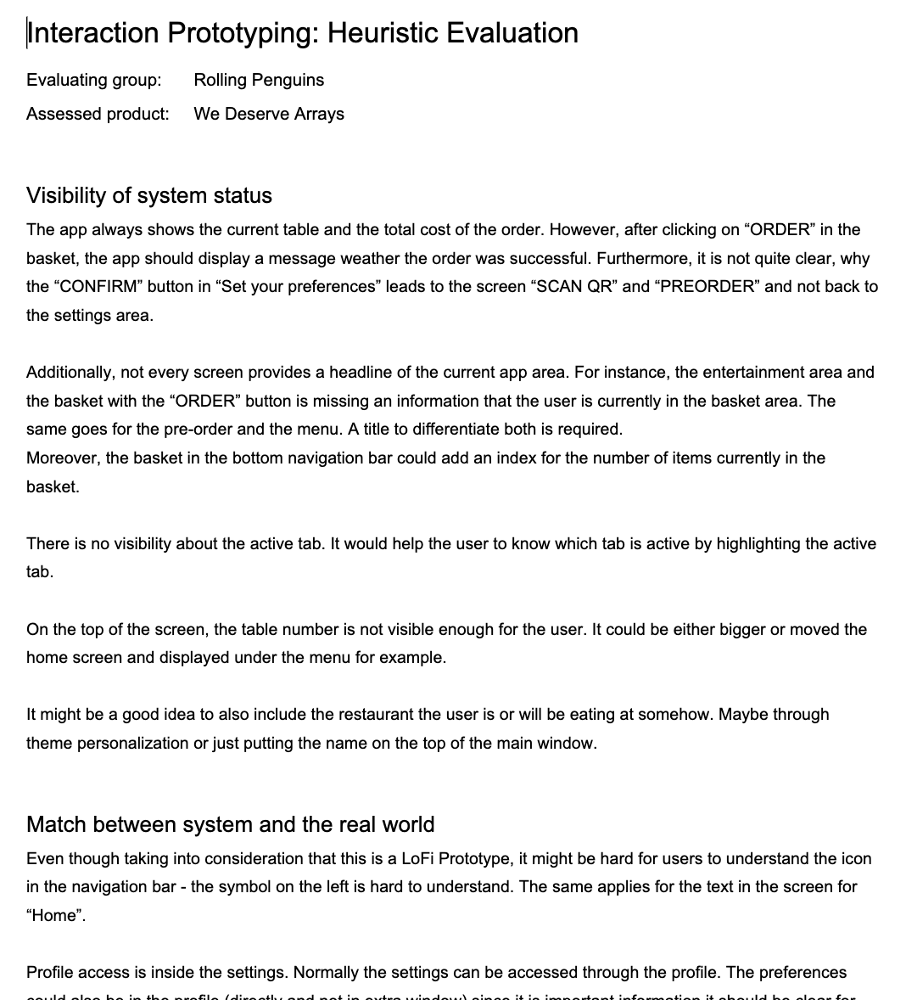 Interaction Prototyping: Heuristic Evaluation
Evaluating group: Rolling Penguins
Assessed product: We Deserve Arrays
Visibility of system status
The app always shows the current table and the total cost of the order. However, after clicking on “ORDER” in the
basket, the app should display a message weather the order was successful. Furthermore, it is not quite clear, why
the “CONFIRM” button in “Set your preferences” leads to the screen “SCAN QR” and “PREORDER” and not back to
the settings area.
Additionally, not every screen provides a headline of the current app area. For instance, the entertainment area and
the basket with the “ORDER” button is missing an information that the user is currently in the basket area. The
same goes for the pre-order and the menu. A title to differentiate both is required.
Moreover, the basket in the bottom navigation bar could add an index for the number of items currently in the
basket.
There is no visibility about the active tab. It would help the user to know which tab is active by highlighting the active
tab.
On the top of the screen, the table number is not visible enough for the user. It could be either bigger or moved the
home screen and displayed under the menu for example.
It might be a good idea to also include the restaurant the user is or will be eating at somehow. Maybe through
theme personalization or just putting the name on the top of the main window.
Match between system and the real world
Even though taking into consideration that this is a LoFi Prototype, it might be hard for users to understand the icon
in the navigation bar - the symbol on the left is hard to understand. The same applies for the text in the screen for
“Home”.
Profile access is inside the settings. Normally the settings can be accessed through the profile. The preferences
could also be in the profile (directly and not in extra window) since it is important information it should be clear for